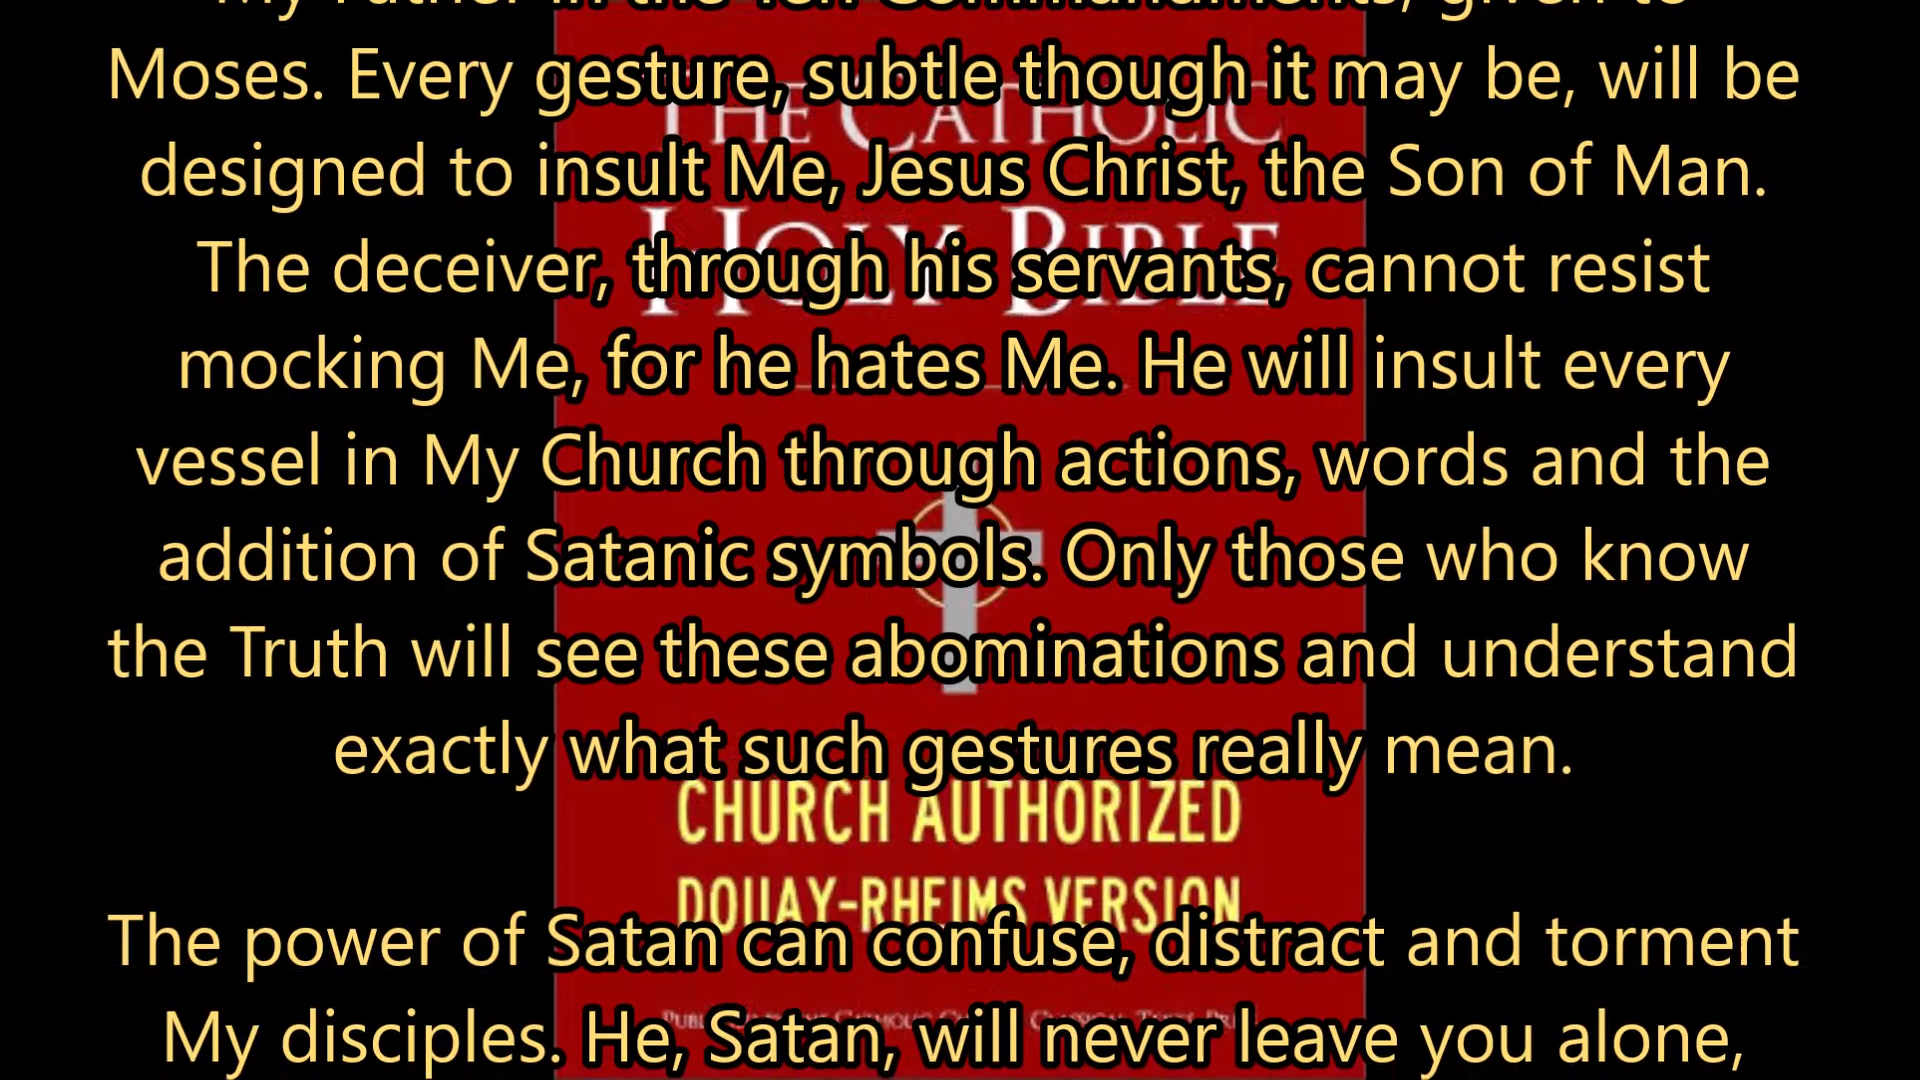 My Father in the Ten Commandments, given to
Moses. Every gesture, subtle though it may be, will be
THE CATHOLIC
designed to insult Me, Jesus Christ, the Son of Man.
HOLY BIBLE
The deceiver, through his servants, cannot resist
mocking Me, for he hates Me. He will insult every
vessel in My Church through actions, words and the
addition of Satanic symbols. Only those who know
the Truth will see these abominations and understand
exactly what such gestures really mean.
CHURCH AUTHORIZED
DOUAY-RHEIMS VERSION
The power of Satan can confuse, distract and torment
My disciples. He, Satan, will never leave you alone,